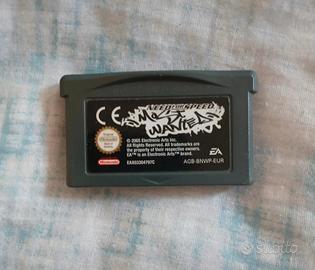 NEED FOR SPEED
MOST
WANTED
CE
© 2005 Electronic Arts Inc.
All Rights Reserved. All trademarks are
the property of their respective owners.
EA™ is an Electronic Arts™ brand.
Nintendo
AGB-BNWP-EUR
EA
subito